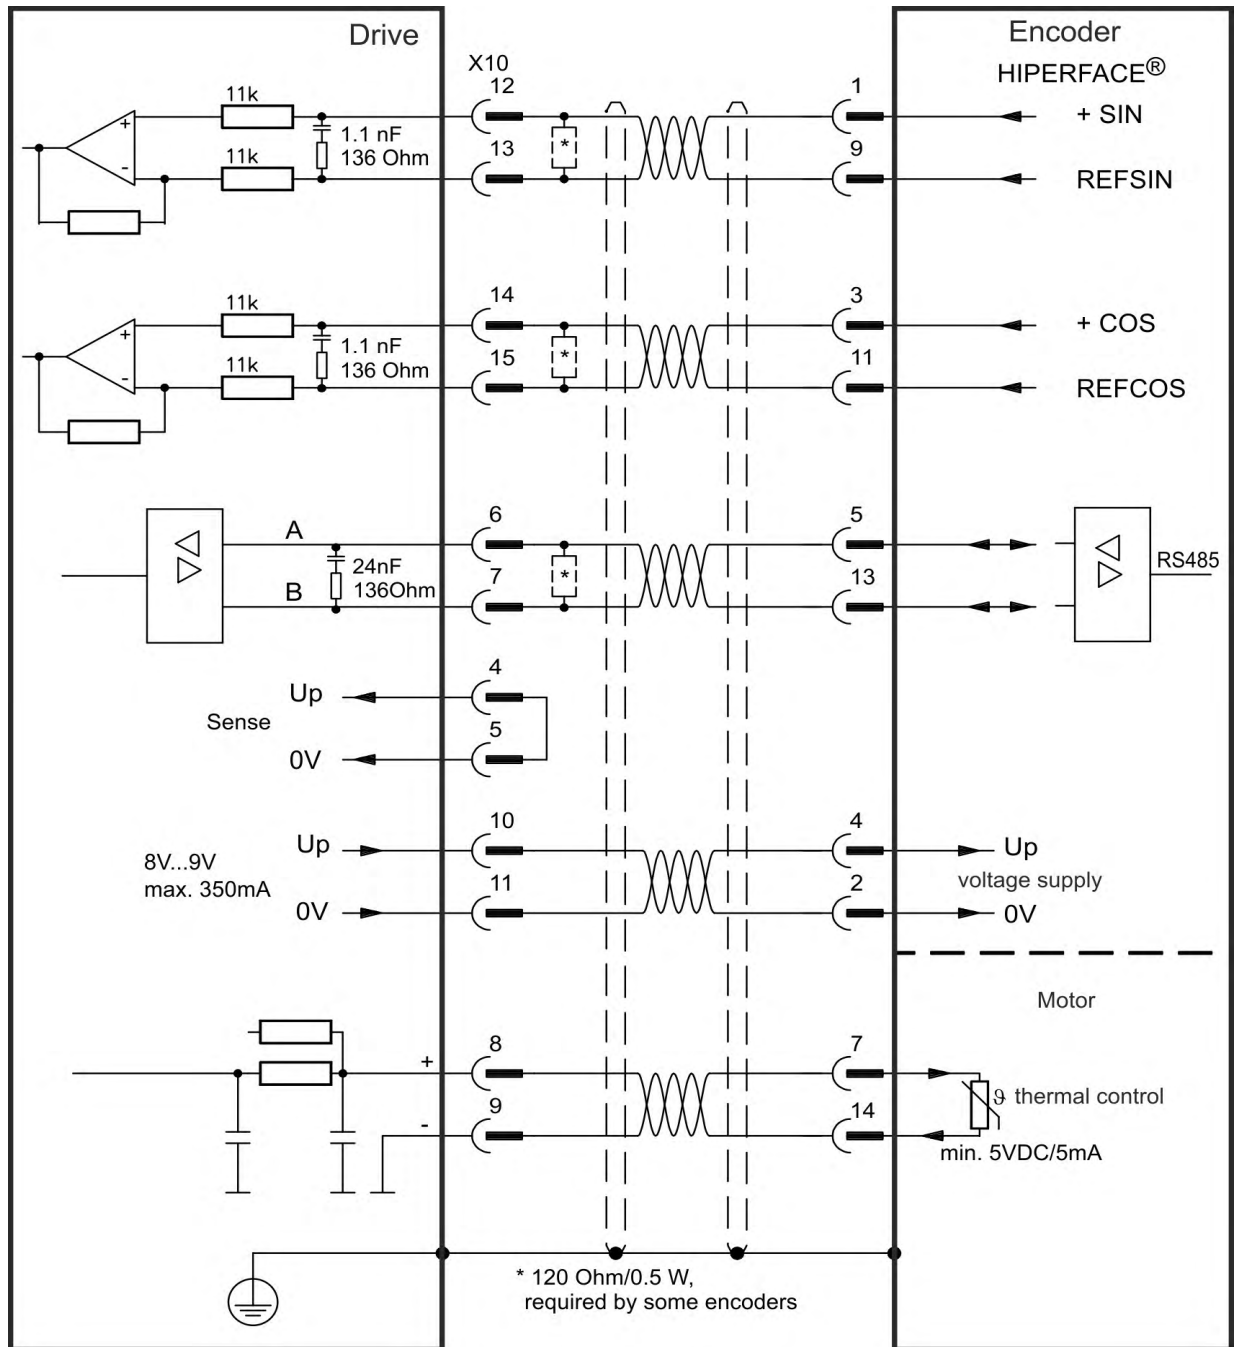 Drive
Encoder
HIPERFACE®
X10
12
1
11k
+
1.1 nF
136 Ohm
*
+ SIN
13
9
11k
-
REFSIN
14
3
11k
+
1.1 nF
136 Ohm
*
+ COS
15
11
11k
-
REFCOS
6
5
A
24nF
136Ohm
*
RS485
7
13
B
4
Up
Sense
5
0V
10
4
Up
Up
8V...9V
max. 350mA
voltage supply
11
2
0V
0V
Motor
8
7
+
ϑ thermal control
9
14
-
min. 5VDC/5mA
* 120 Ohm/0.5 W,
required by some encoders